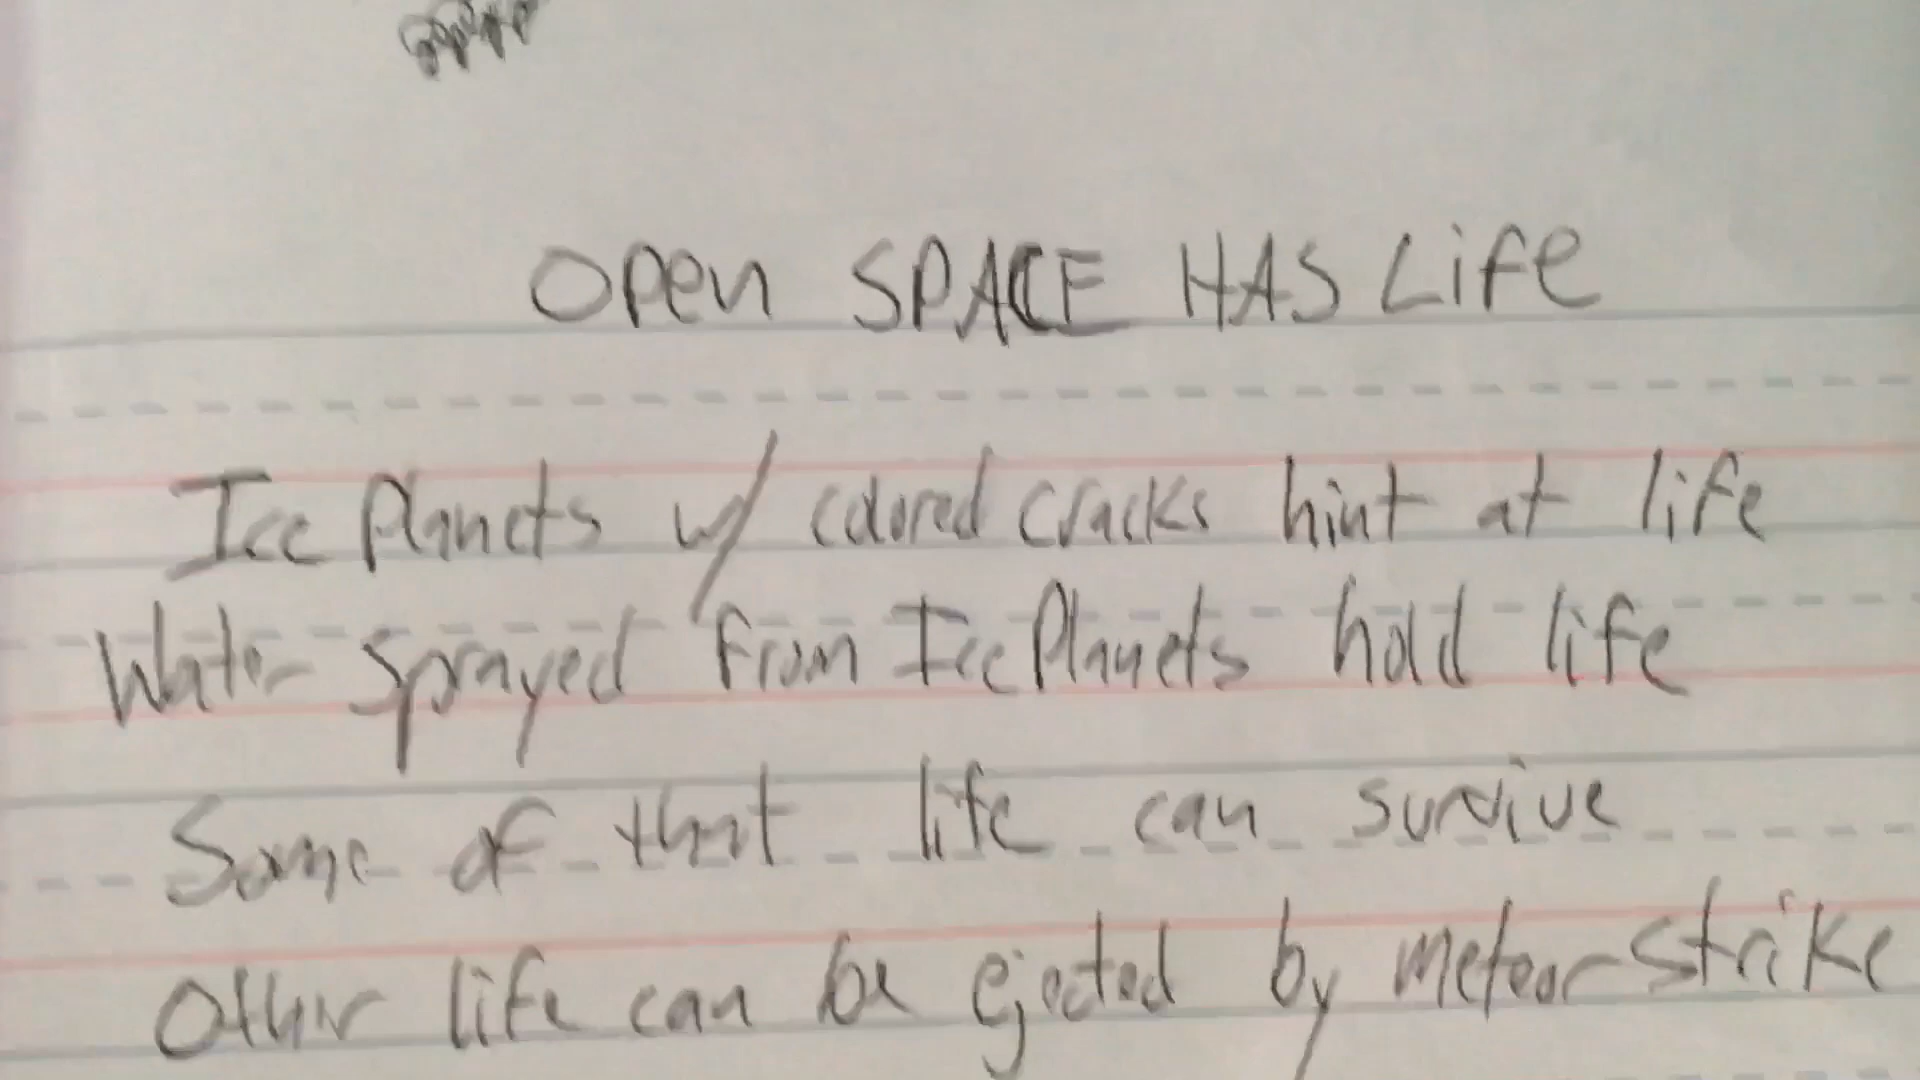 OPen SPACE HAS Life
Ice Planets w/ colored cracks hint at life
Water sprayed from Ice Planets hold life
Some of that life can survive
Other life can be ejected by meteor strike